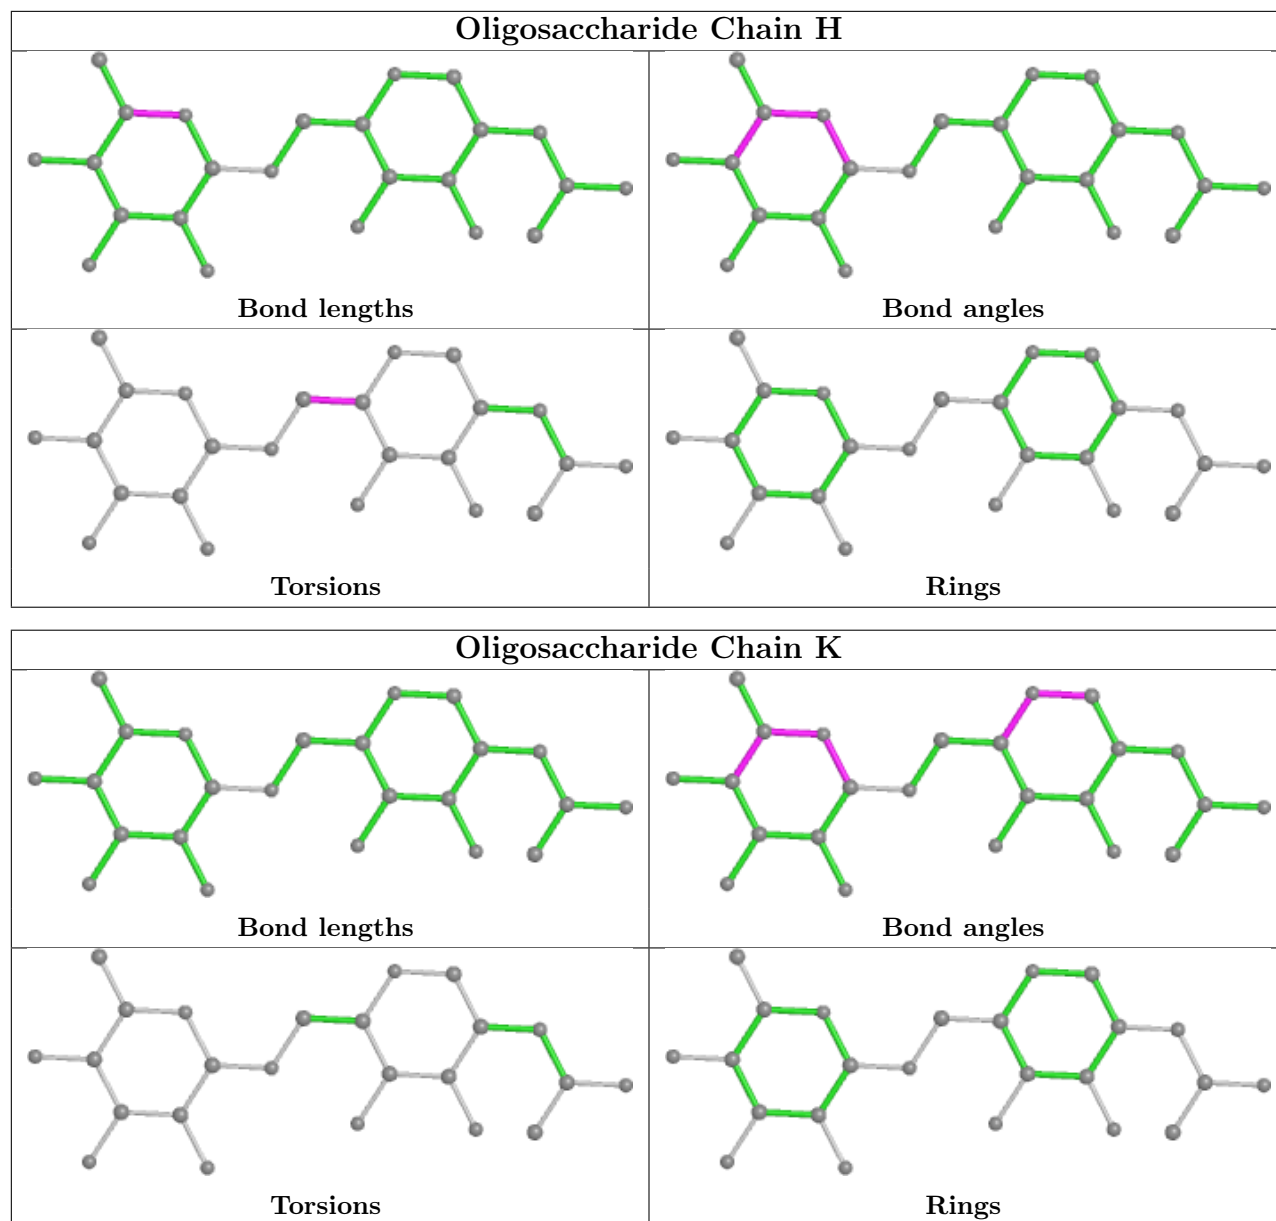 Oligosaccharide Chain H
Bond lengths
Bond angles
Torsions
Rings
Oligosaccharide Chain K
Bond lengths
Bond angles
Torsions
Rings